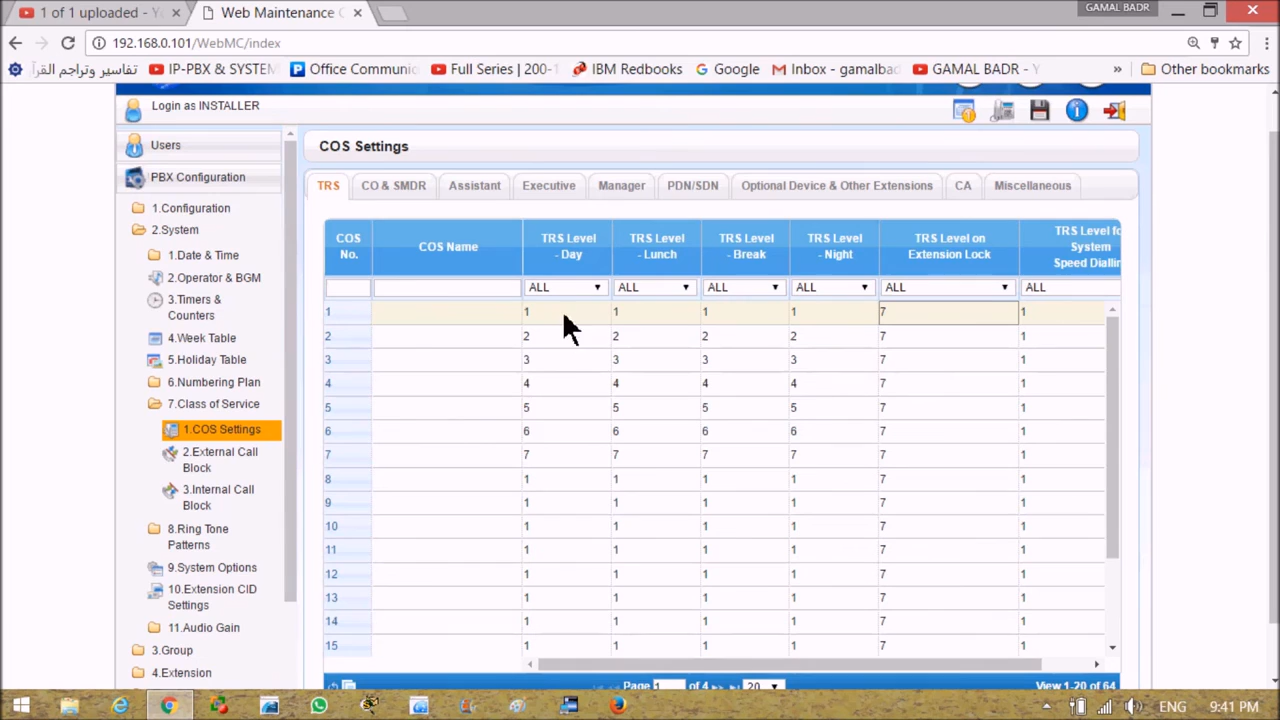 1 of 1 uploaded - Yo
Web Maintenance C
GAMAL BADR
192.168.0.101/WebMC/index
تفاسير وتراجم القرآ
IP-PBX & SYSTEM
Office Communic
Full Series | 200-1
IBM Redbooks
Google
Inbox - gamalbad
GAMAL BADR - Y
»
Other bookmarks
Login as INSTALLER
Users
PBX Configuration
1.Configuration
2.System
1.Date & Time
2.Operator & BGM
3.Timers &
Counters
4.Week Table
5.Holiday Table
6.Numbering Plan
7.Class of Service
1.COS Settings
2.External Call
Block
3.Internal Call
Block
8.Ring Tone
Patterns
9.System Options
10.Extension CID
Settings
11.Audio Gain
3.Group
4.Extension
COS Settings
TRS CO & SMDR Assistant Executive Manager PDN/SDN Optional Device & Other Extensions CA Miscellaneous
COS
No.
COS Name
TRS Level
- Day
TRS Level
- Lunch
TRS Level
- Break
TRS Level
- Night
TRS Level on
Extension Lock
TRS Level fo
System
Speed Diallin
ALL ALL ALL ALL ALL ALL
1 1 1 1 1 7 1
2 2 2 2 2 7 1
3 3 3 3 3 7 1
4 4 4 4 4 7 1
5 5 5 5 5 7 1
6 6 6 6 6 7 1
7 7 7 7 7 7 1
8 1 1 1 1 7 1
9 1 1 1 1 7 1
10 1 1 1 1 7 1
11 1 1 1 1 7 1
12 1 1 1 1 7 1
13 1 1 1 1 7 1
14 1 1 1 1 7 1
15 1 1 1 1 7 1
Page 1 of 4 20 View 1-20 of 64
ENG 9:41 PM